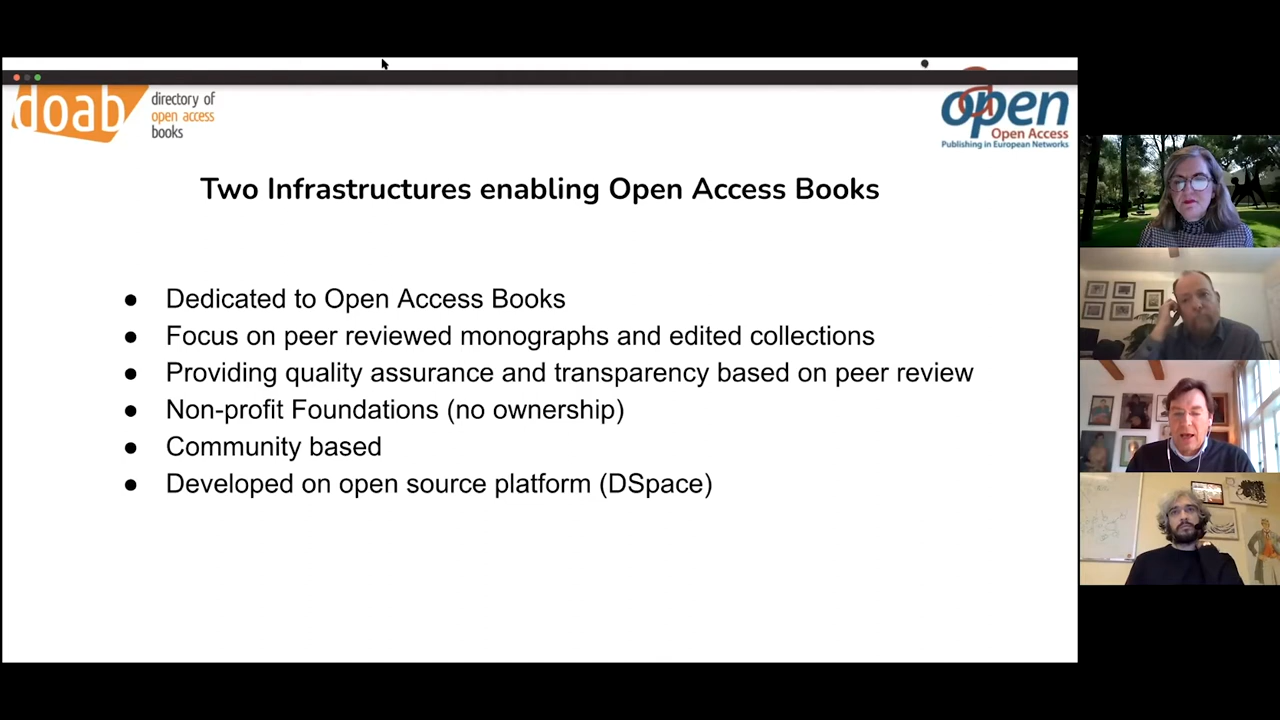 doab
directory of
open access
books
open
Open Access
Publishing in European Networks
Two Infrastructures enabling Open Access Books
● Dedicated to Open Access Books
● Focus on peer reviewed monographs and edited collections
● Providing quality assurance and transparency based on peer review
● Non-profit Foundations (no ownership)
● Community based
● Developed on open source platform (DSpace)